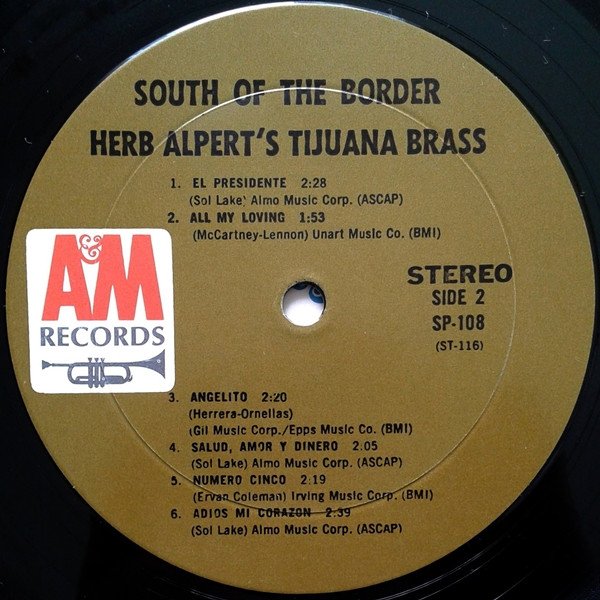 SOUTH OF THE BORDER
HERB ALPERT'S TIJUANA BRASS
1. EL PRESIDENTE 2:28
(Sol Lake) Almo Music Corp. (ASCAP)
2. ALL MY LOVING 1:53
(McCartney-Lennon) Unart Music Co. (BMI)
A&M
RECORDS
STEREO
SIDE 2
SP-108
(ST-116)
3. ANGELITO 2:20
(Herrera-Ornellas)
(Gil Music Corp./Epps Music Co. (BMI)
4. SALUD, AMOR Y DINERO 2:05
(Sol Lake) Almo Music Corp. (ASCAP)
5. NUMERO CINCO 2:19
(Ervan Coleman) Irving Music Corp. (BMI)
6. ADIOS MI CORAZON 2:39
(Sol Lake) Almo Music Corp. (ASCAP)